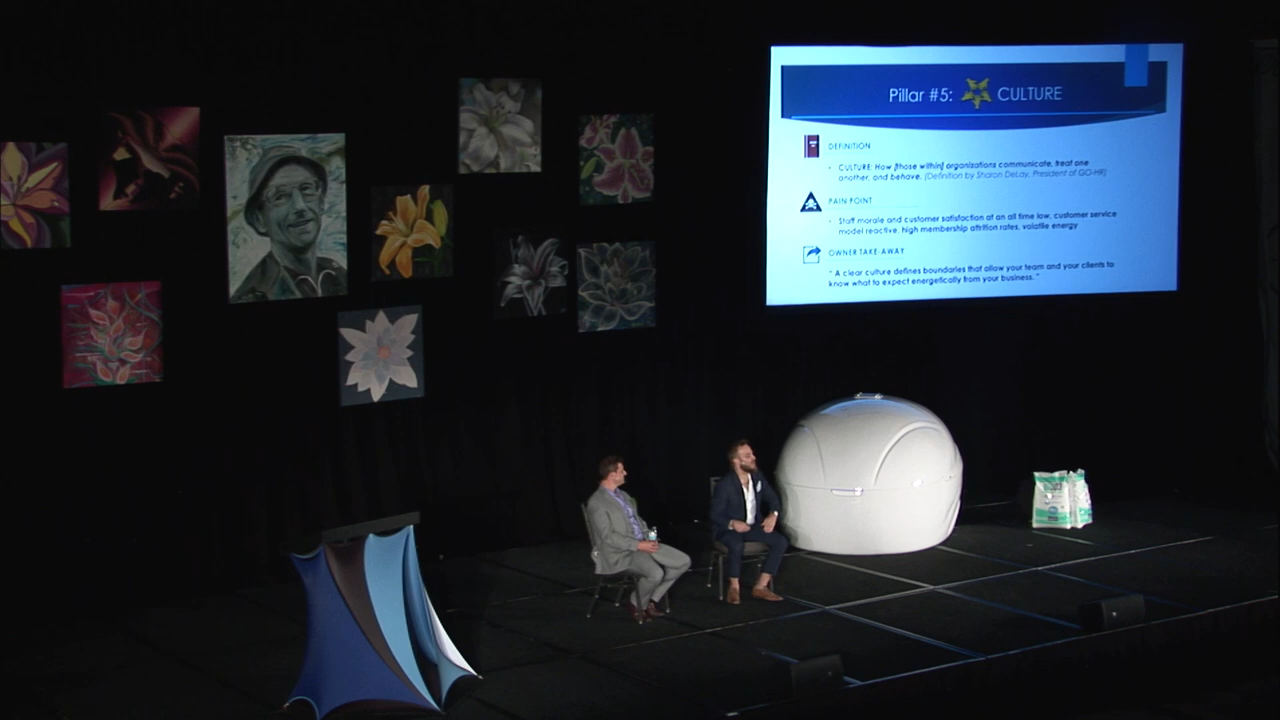 Pillar #5: CULTURE
DEFINITION
• CULTURE: How [those within] organizations communicate, treat one
another, and behave. [Definition by Sharon DeLay, President of GO-HR]
PAIN POINT
• Staff morale and customer satisfaction at an all time low, customer service
model reactive, high membership attrition rates, volatile energy
OWNER TAKE-AWAY
" A clear culture defines boundaries that allow your team and your clients to
know what to expect energetically from your business. "